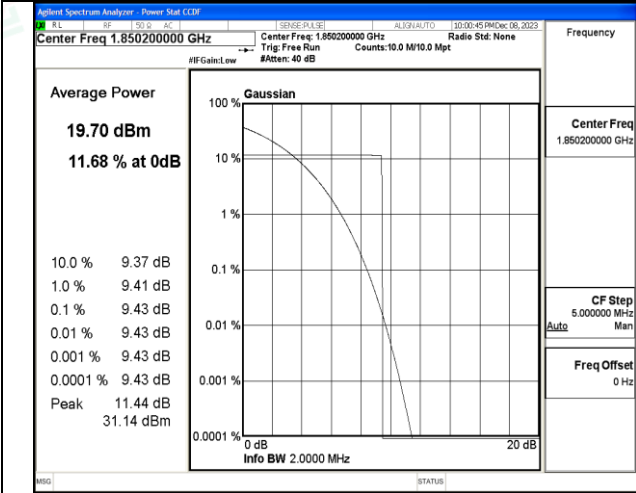 Agilent Spectrum Analyzer - Power Stat CCDF
RL RF 50 Ω AC SENSE:PULSE ALIGNAUTO 10:00:45 PM Dec 08, 2023
Center Freq 1.850200000 GHz
Center Freq: 1.850200000 GHz Radio Std: None
Trig: Free Run Counts:10.0 M/10.0 Mpt
#IFGain:Low #Atten: 40 dB
Frequency
Average Power
19.70 dBm
11.68 % at 0dB
10.0 % 9.37 dB
1.0 % 9.41 dB
0.1 % 9.43 dB
0.01 % 9.43 dB
0.001 % 9.43 dB
0.0001 % 9.43 dB
Peak 11.44 dB
31.14 dBm
Gaussian
100 %
10 %
1 %
0.1 %
0.01 %
0.001 %
0.0001 %
0 dB 20 dB
Info BW 2.0000 MHz
Center Freq
1.850200000 GHz
CF Step
5.000000 MHz
Auto Man
Freq Offset
0 Hz
MSG STATUS